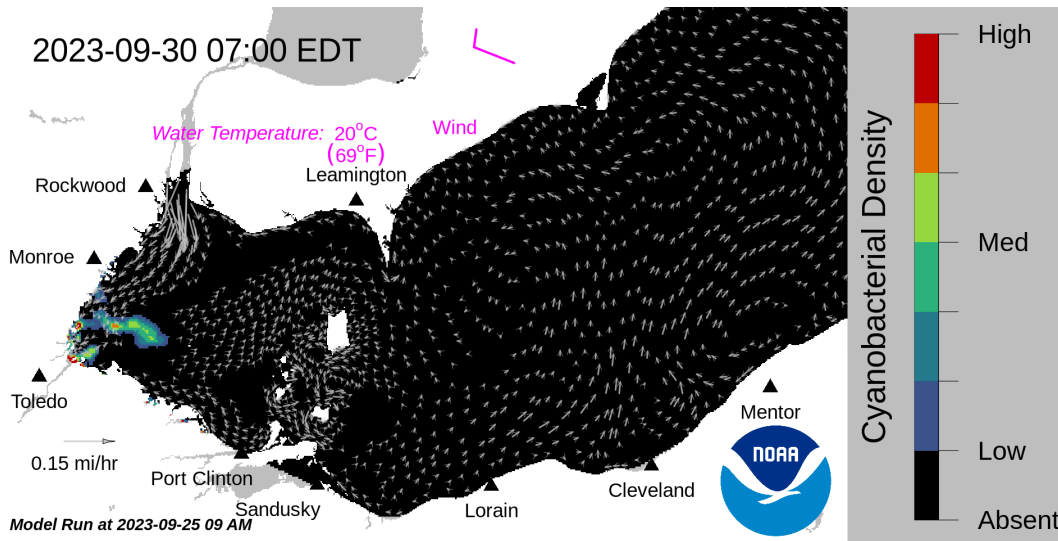 2023-09-30 07:00 EDT
High
Wind
Water Temperature: 20°C
(69°F)
Leamington
Rockwood
Cyanobacterial Density
Med
Monroe
Toledo
Mentor
0.15 mi/hr
NOAA
Low
Port Clinton
Cleveland
Sandusky
Lorain
Absent
Model Run at 2023-09-25 09 AM